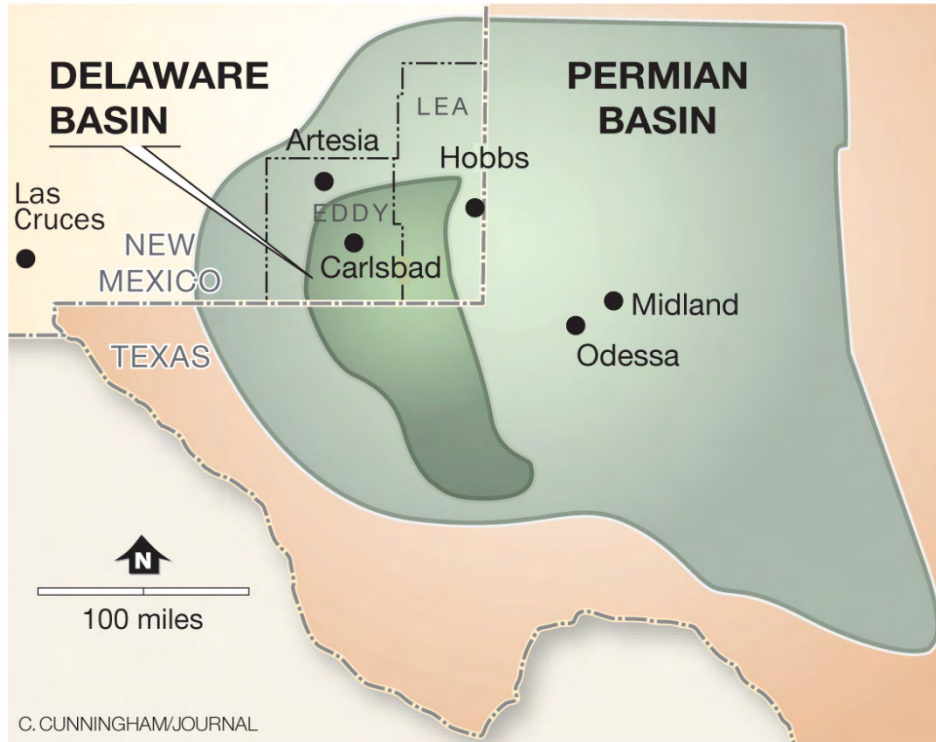 DELAWARE
BASIN
PERMIAN
BASIN
LEA
Artesia
Hobbs
EDDY
Las
Cruces
NEW
MEXICO
Carlsbad
Midland
Odessa
TEXAS
N
100 miles
C. CUNNINGHAM/JOURNAL